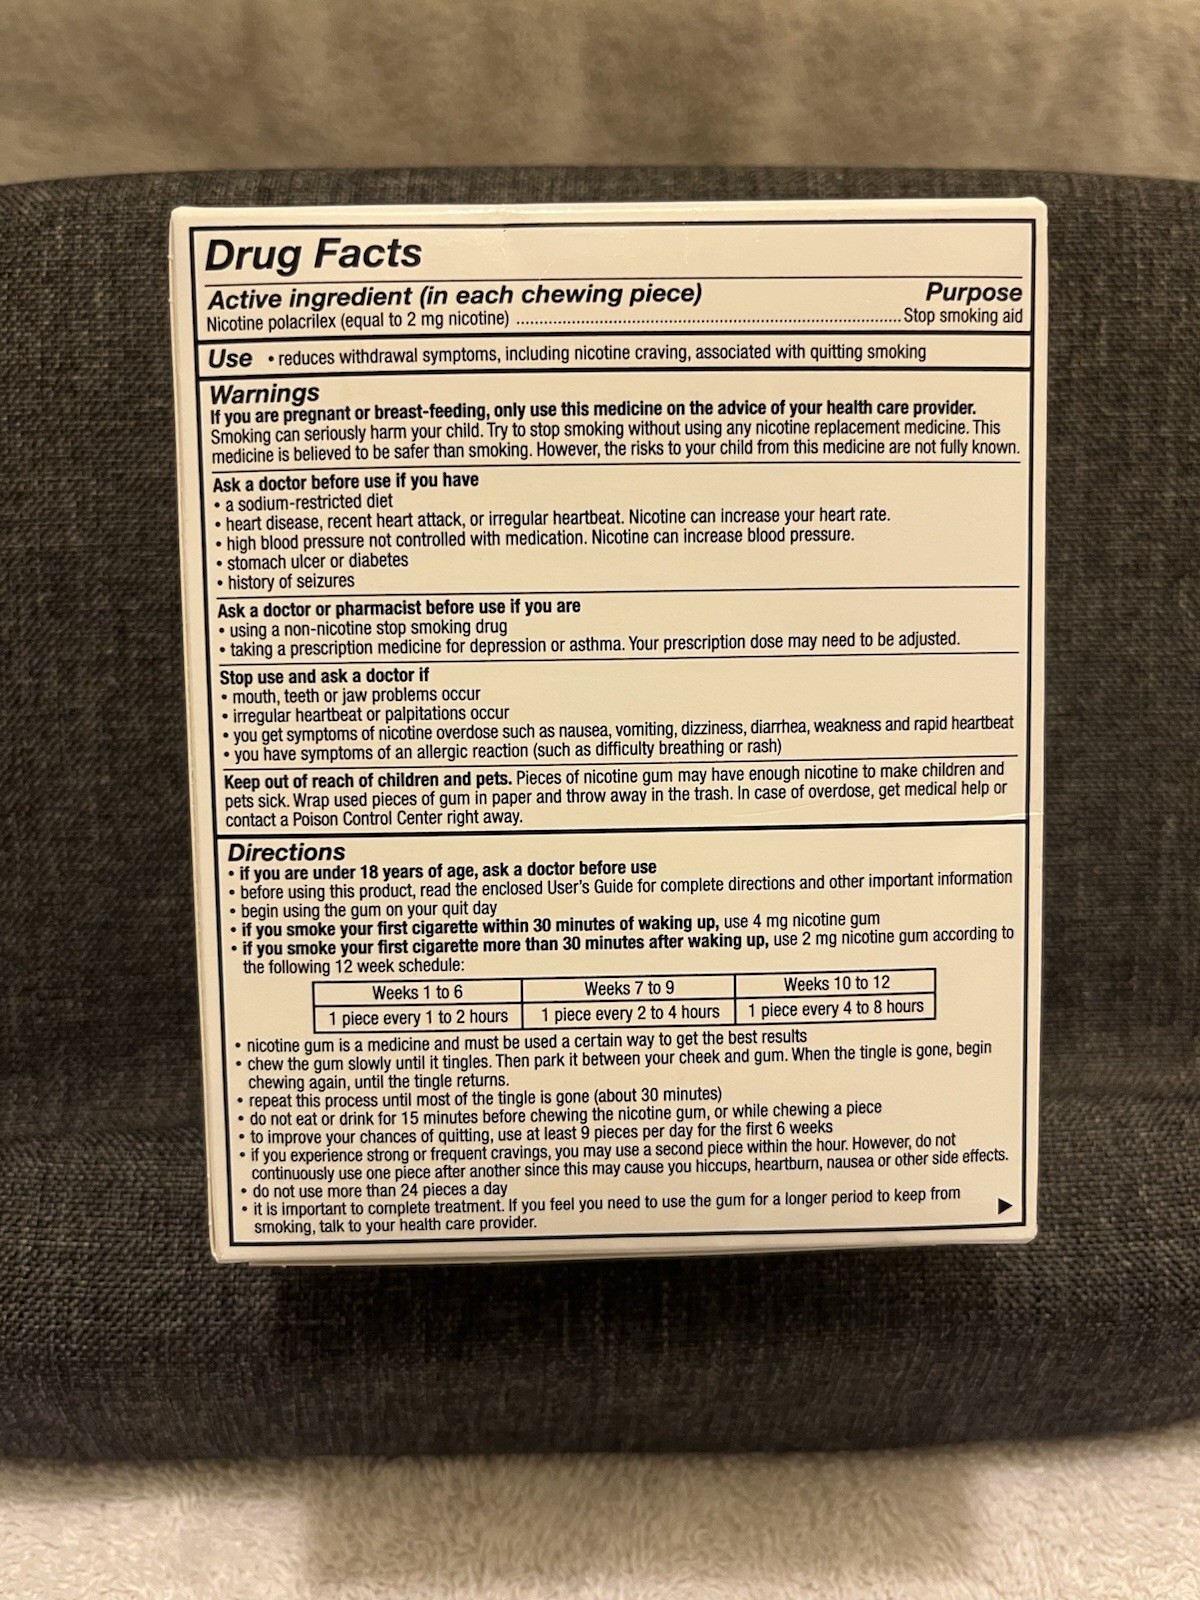 Drug Facts
Active ingredient (in each chewing piece) Purpose
Nicotine polacrilex (equal to 2 mg nicotine) ........................................................................................ Stop smoking aid
Use • reduces withdrawal symptoms, including nicotine craving, associated with quitting smoking
Warnings
If you are pregnant or breast-feeding, only use this medicine on the advice of your health care provider.
Smoking can seriously harm your child. Try to stop smoking without using any nicotine replacement medicine. This
medicine is believed to be safer than smoking. However, the risks to your child from this medicine are not fully known.
Ask a doctor before use if you have
• a sodium-restricted diet
• heart disease, recent heart attack, or irregular heartbeat. Nicotine can increase your heart rate.
• high blood pressure not controlled with medication. Nicotine can increase blood pressure.
• stomach ulcer or diabetes
• history of seizures
Ask a doctor or pharmacist before use if you are
• using a non-nicotine stop smoking drug
• taking a prescription medicine for depression or asthma. Your prescription dose may need to be adjusted.
Stop use and ask a doctor if
• mouth, teeth or jaw problems occur
• irregular heartbeat or palpitations occur
• you get symptoms of nicotine overdose such as nausea, vomiting, dizziness, diarrhea, weakness and rapid heartbeat
• you have symptoms of an allergic reaction (such as difficulty breathing or rash)
Keep out of reach of children and pets. Pieces of nicotine gum may have enough nicotine to make children and
pets sick. Wrap used pieces of gum in paper and throw away in the trash. In case of overdose, get medical help or
contact a Poison Control Center right away.
Directions
• if you are under 18 years of age, ask a doctor before use
• before using this product, read the enclosed User's Guide for complete directions and other important information
• begin using the gum on your quit day
• if you smoke your first cigarette within 30 minutes of waking up, use 4 mg nicotine gum
• if you smoke your first cigarette more than 30 minutes after waking up, use 2 mg nicotine gum according to
the following 12 week schedule:
Weeks 1 to 6 Weeks 7 to 9 Weeks 10 to 12
1 piece every 1 to 2 hours 1 piece every 2 to 4 hours 1 piece every 4 to 8 hours
• nicotine gum is a medicine and must be used a certain way to get the best results
• chew the gum slowly until it tingles. Then park it between your cheek and gum. When the tingle is gone, begin
chewing again, until the tingle returns.
• repeat this process until most of the tingle is gone (about 30 minutes)
• do not eat or drink for 15 minutes before chewing the nicotine gum, or while chewing a piece
• to improve your chances of quitting, use at least 9 pieces per day for the first 6 weeks
• if you experience strong or frequent cravings, you may use a second piece within the hour. However, do not
continuously use one piece after another since this may cause you hiccups, heartburn, nausea or other side effects.
• do not use more than 24 pieces a day
• it is important to complete treatment. If you feel you need to use the gum for a longer period to keep from
smoking, talk to your health care provider.